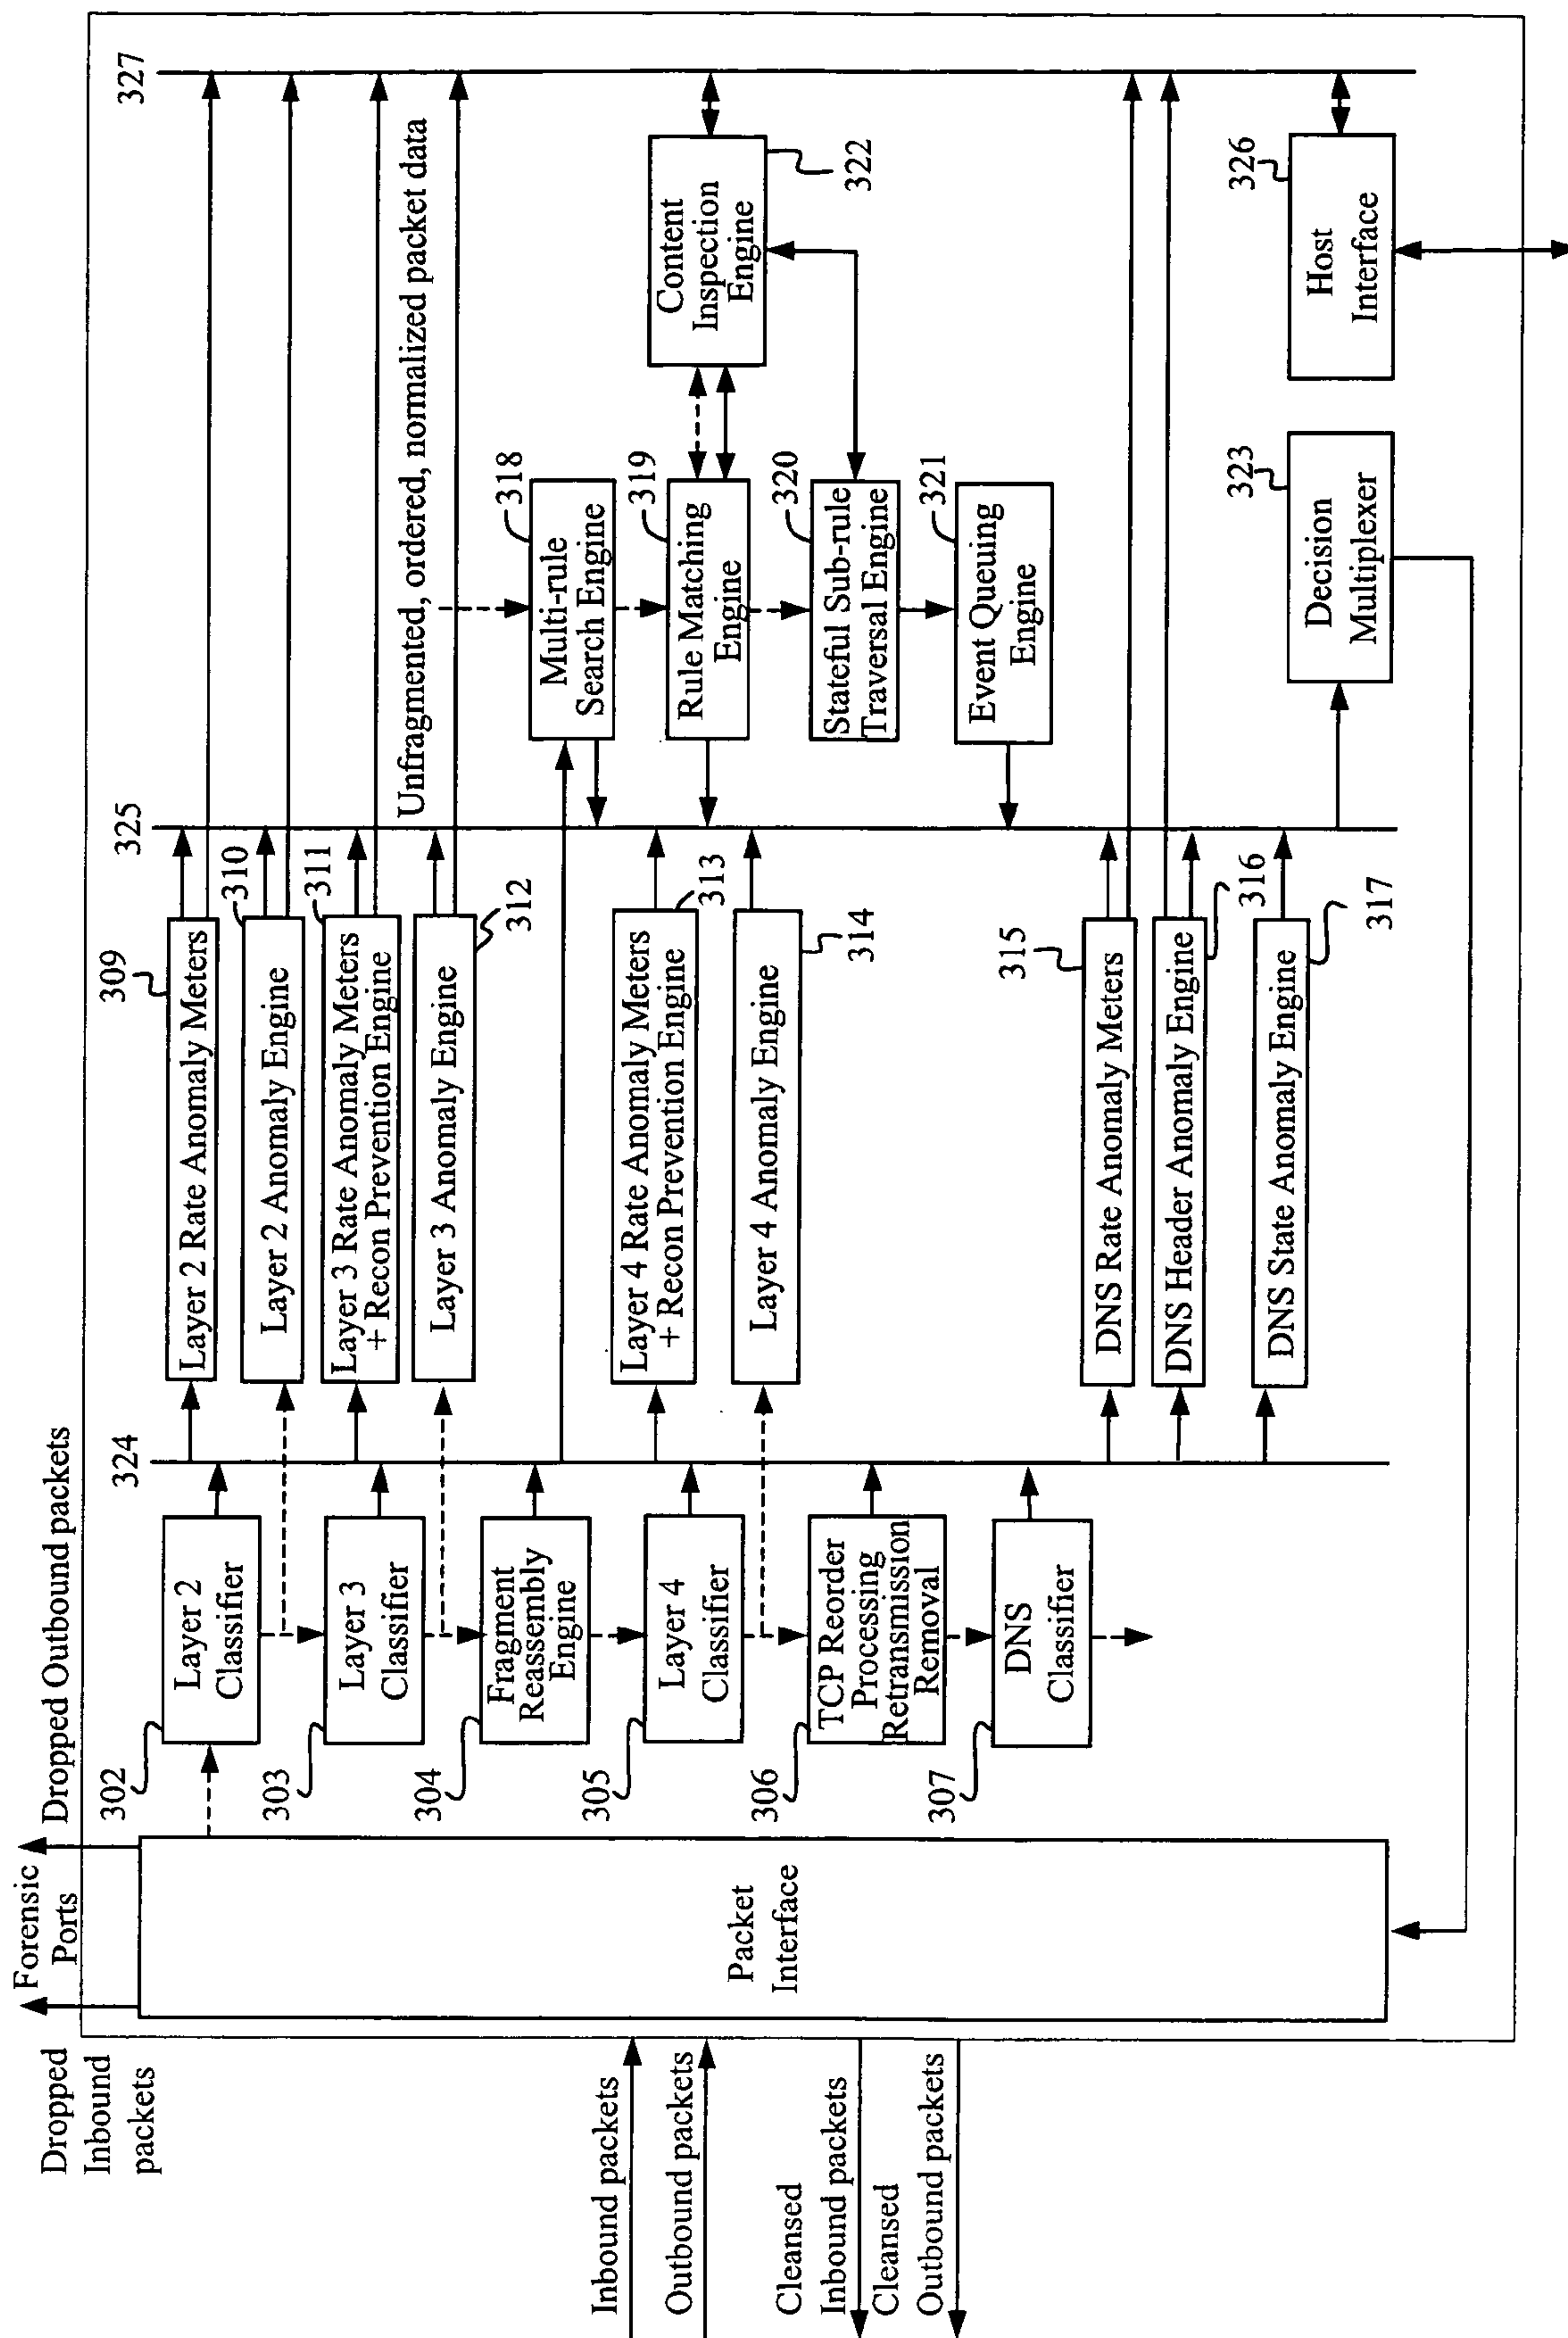 Dropped
Inbound
packets
Forensic
Ports
Dropped Outbound packets
Inbound packets
Outbound packets
Cleansed
Inbound packets
Cleansed
Outbound packets
Packet
Interface
302
Layer 2
Classifier
303
Layer 3
Classifier
304
Fragment
Reassembly
Engine
305
Layer 4
Classifier
306
TCP Reorder
Processing
Retransmission
Removal
307
DNS
Classifier
324
309
Layer 2 Rate Anomaly Meters
310
Layer 2 Anomaly Engine
311
Layer 3 Rate Anomaly Meters
+ Recon Prevention Engine
312
Layer 3 Anomaly Engine
313
Layer 4 Rate Anomaly Meters
+ Recon Prevention Engine
314
Layer 4 Anomaly Engine
315
DNS Rate Anomaly Meters
316
DNS Header Anomaly Engine
317
DNS State Anomaly Engine
325
Unfragmented, ordered, normalized packet data
318
Multi-rule
Search Engine
319
Rule Matching
Engine
320
Stateful Sub-rule
Traversal Engine
321
Event Queuing
Engine
322
Content
Inspection
Engine
323
Decision
Multiplexer
326
Host
Interface
327